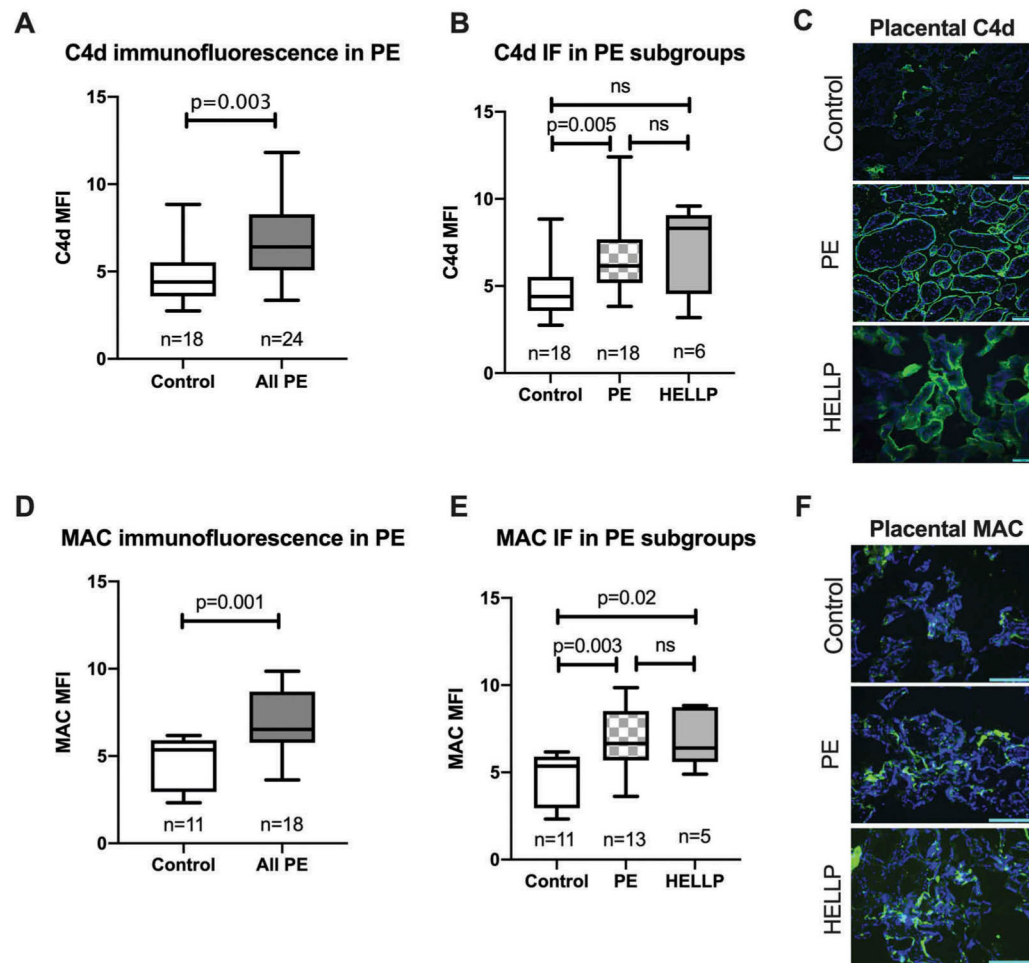 A
C4d immunofluorescence in PE
C4d MFI
15
10
5
0
p=0.003
n=18
n=24
Control
All PE
B
C4d IF in PE subgroups
C4d MFI
15
10
5
0
ns
p=0.005
ns
n=18
n=18
n=6
Control
PE
HELLP
C
Placental C4d
Control
PE
HELLP
D
MAC immunofluorescence in PE
MAC MFI
15
10
5
0
p=0.001
n=11
n=18
Control
All PE
E
MAC IF in PE subgroups
MAC MFI
15
10
5
0
p=0.02
p=0.003
ns
n=11
n=13
n=5
Control
PE
HELLP
F
Placental MAC
Control
PE
HELLP